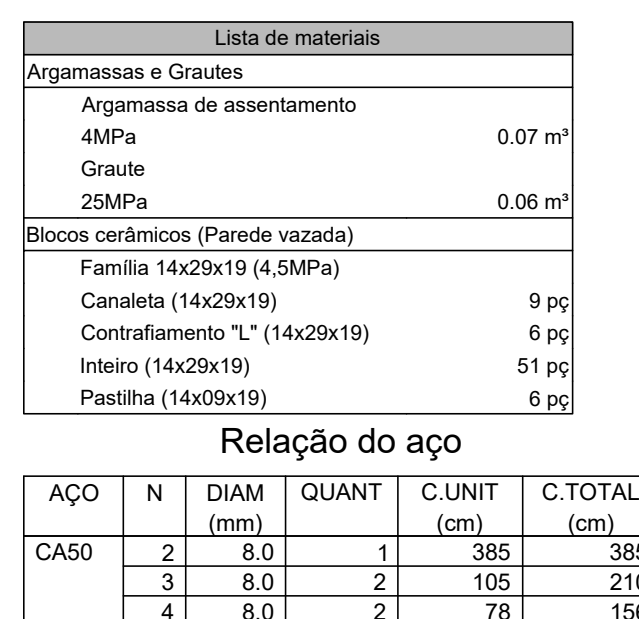 Lista de materiais
Argamassas e Grautes
Argamassa de assentamento
4MPa 0.07 m³
Graute
25MPa 0.06 m³
Blocos cerâmicos (Parede vazada)
Família 14x29x19 (4,5MPa)
Canaleta (14x29x19) 9 pç
Contrafiamento "L" (14x29x19) 6 pç
Inteiro (14x29x19) 51 pç
Pastilha (14x09x19) 6 pç
Relação do aço
AÇO N DIAM QUANT C.UNIT C.TOTAL
(mm) (cm) (cm)
CA50 2 8.0 1 385 385
3 8.0 2 105 210
4 8.0 2 78 156